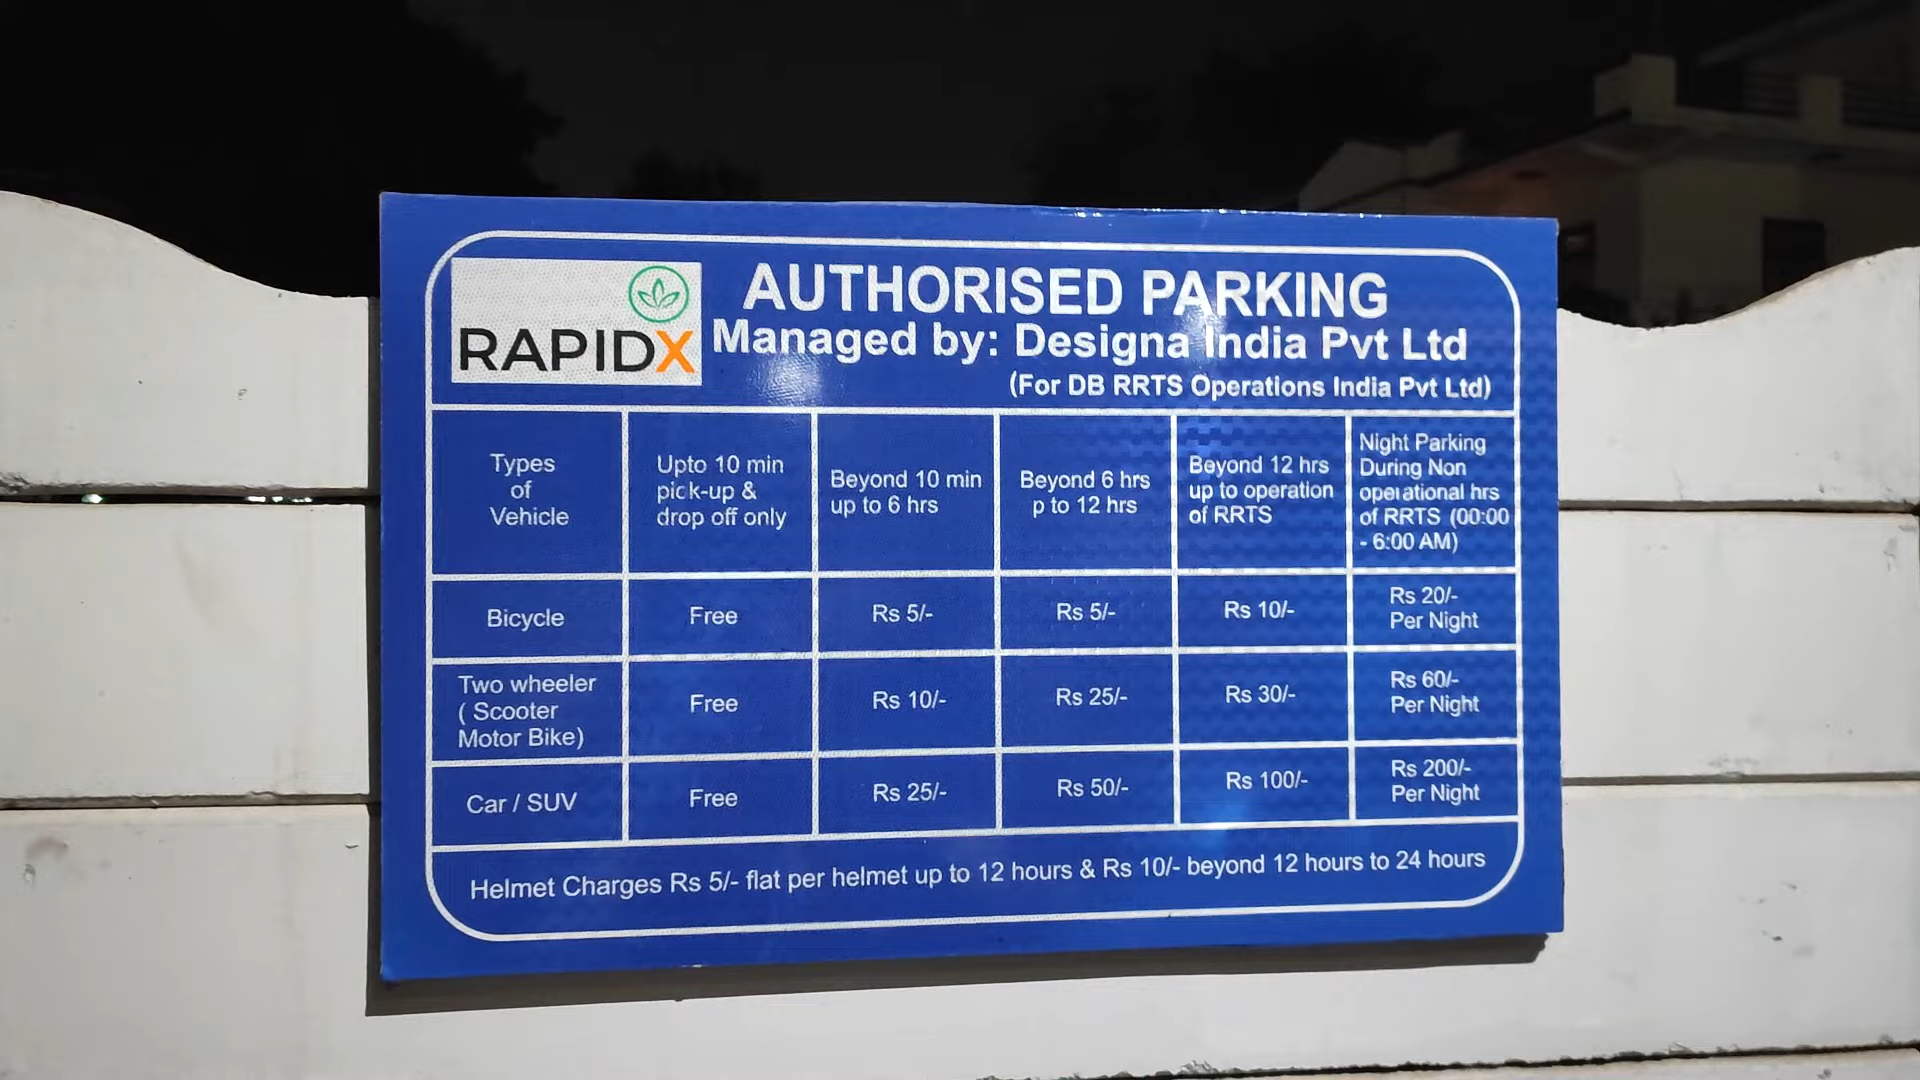 RAPIDX
AUTHORISED PARKING
Managed by: Designa India Pvt Ltd
(For DB RRTS Operations India Pvt Ltd)
Types
of
Vehicle
Upto 10 min
pick-up &
drop off only
Beyond 10 min
up to 6 hrs
Beyond 6 hrs
p to 12 hrs
Beyond 12 hrs
up to operation
of RRTS
Night Parking
During Non
operational hrs
of RRTS (00:00
- 6:00 AM)
Bicycle
Free
Rs 5/-
Rs 5/-
Rs 10/-
Rs 20/-
Per Night
Two wheeler
( Scooter
Motor Bike)
Free
Rs 10/-
Rs 25/-
Rs 30/-
Rs 60/-
Per Night
Car / SUV
Free
Rs 25/-
Rs 50/-
Rs 100/-
Rs 200/-
Per Night
Helmet Charges Rs 5/- flat per helmet up to 12 hours & Rs 10/- beyond 12 hours to 24 hours